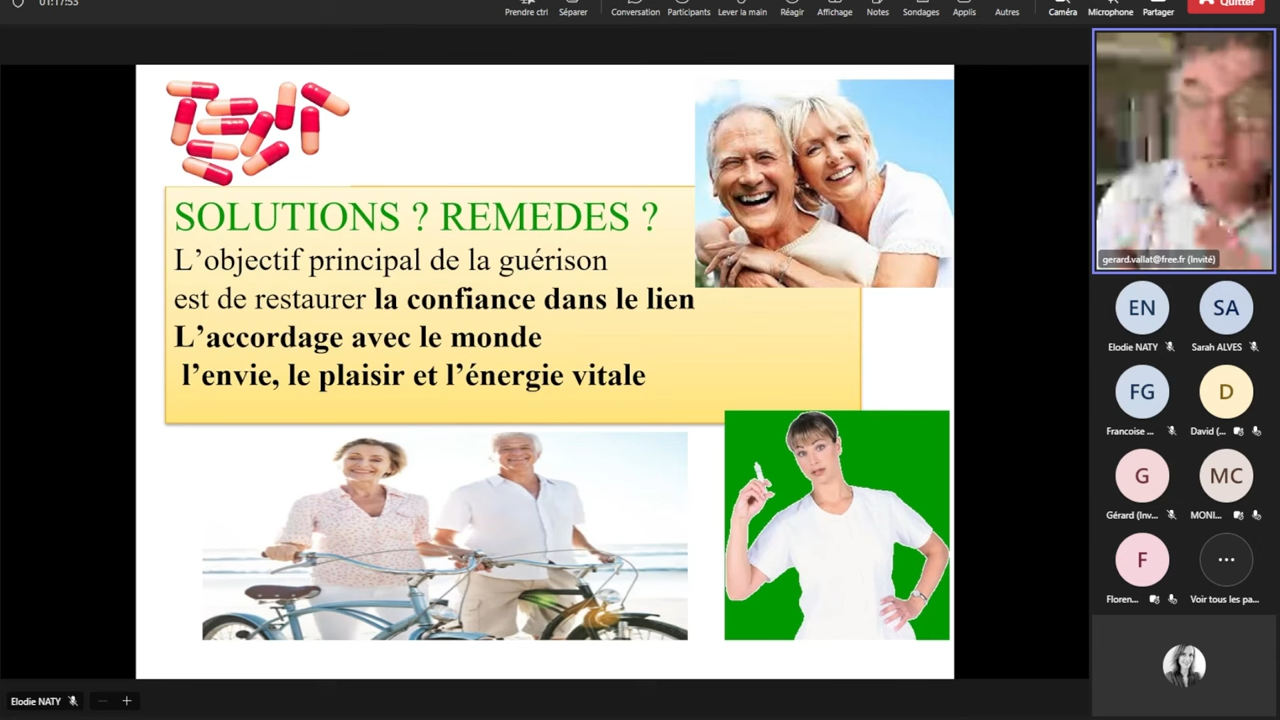 01:17:53
Prendre ctrl
Séparer
Conversation
Participants
Lever la main
Réagir
Affichage
Notes
Sondages
Applis
Autres
Caméra
Microphone
Partager
Quitter
SOLUTIONS ? REMEDES ?
L’objectif principal de la guérison
est de restaurer la confiance dans le lien
L’accordage avec le monde
l’envie, le plaisir et l’énergie vitale
gerard.vallat@free.fr (Invité)
EN
SA
Elodie NATY
Sarah ALVES
FG
D
Francoise ...
David (...
G
MC
Gérard (Inv...
MONI...
F
...
Floren...
Voir tous les pa...
Elodie NATY